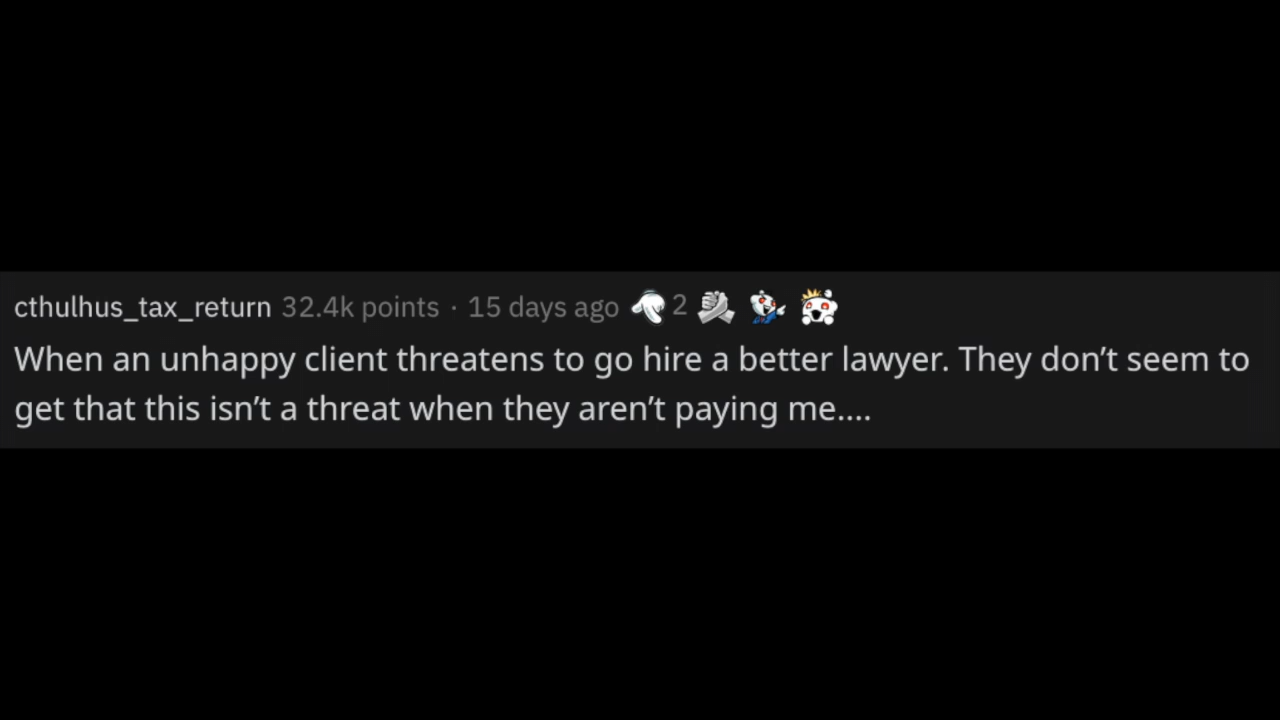 cthulhus_tax_return 32.4k points · 15 days ago 2
When an unhappy client threatens to go hire a better lawyer. They don’t seem to
get that this isn’t a threat when they aren’t paying me....